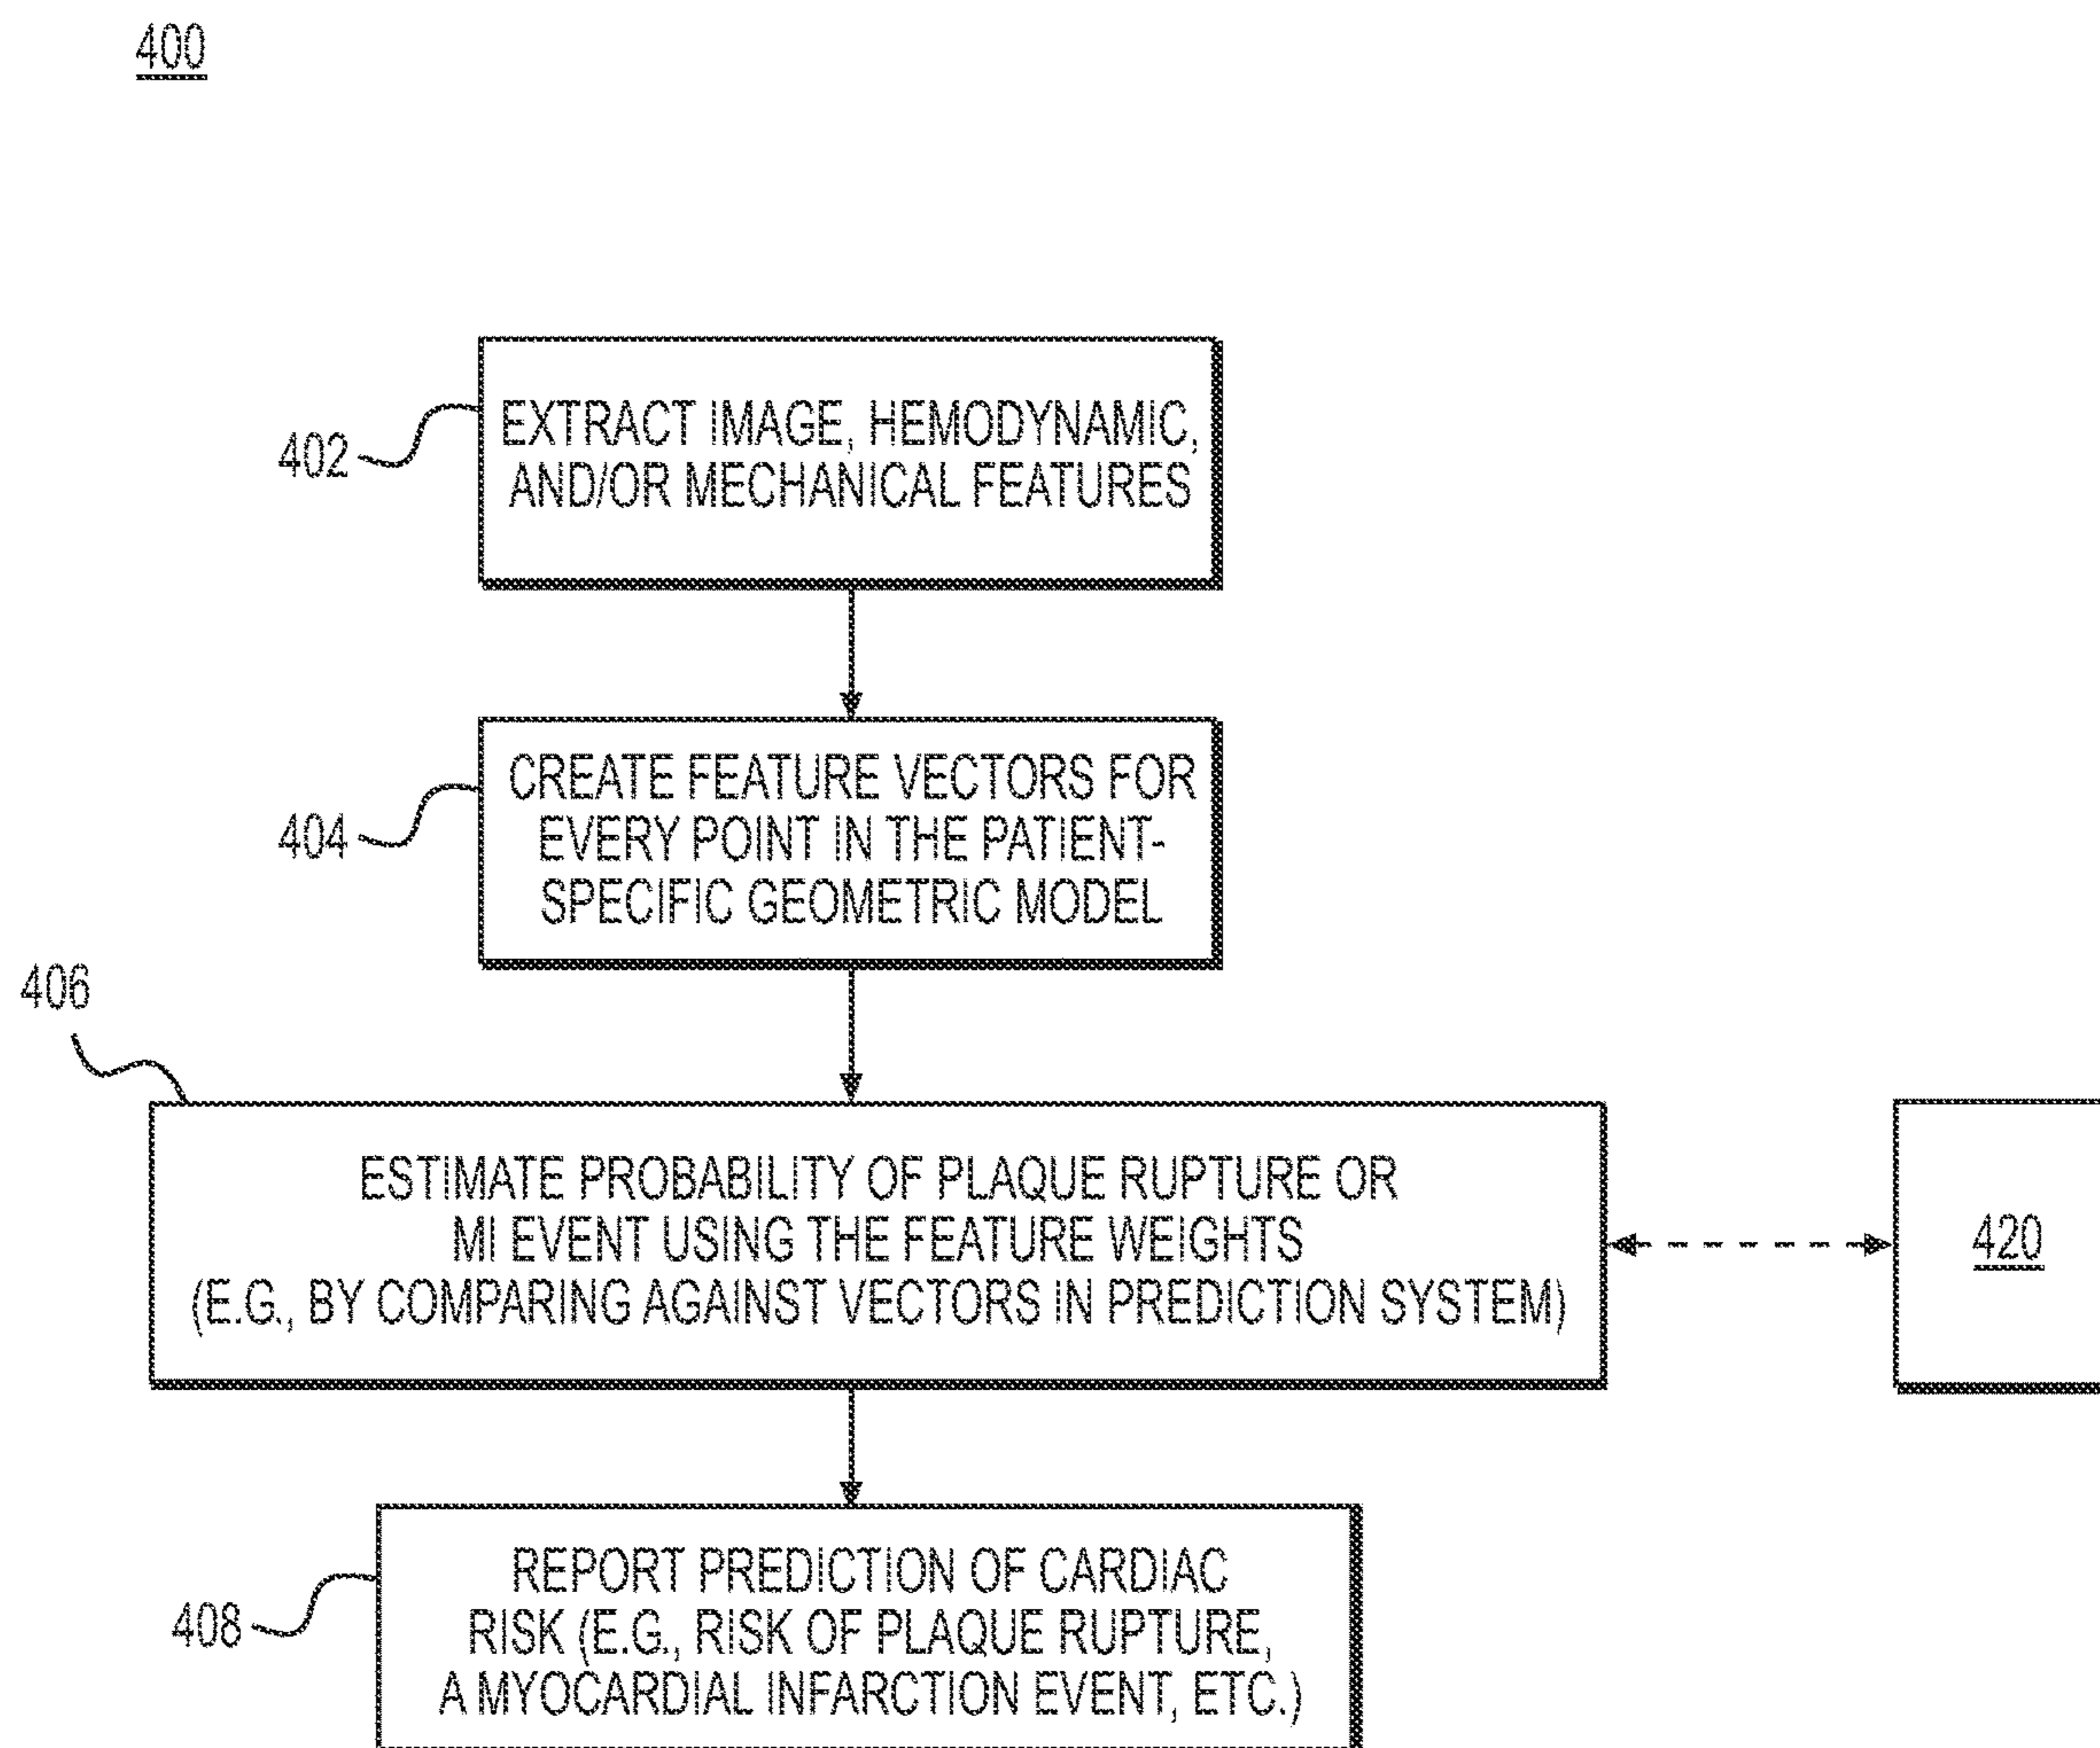 400
402
EXTRACT IMAGE, HEMODYNAMIC,
AND/OR MECHANICAL FEATURES
404
CREATE FEATURE VECTORS FOR
EVERY POINT IN THE PATIENT-
SPECIFIC GEOMETRIC MODEL
406
ESTIMATE PROBABILITY OF PLAQUE RUPTURE OR
MI EVENT USING THE FEATURE WEIGHTS
(E.G., BY COMPARING AGAINST VECTORS IN PREDICTION SYSTEM)
420
408
REPORT PREDICTION OF CARDIAC
RISK (E.G., RISK OF PLAQUE RUPTURE,
A MYOCARDIAL INFARCTION EVENT, ETC.)